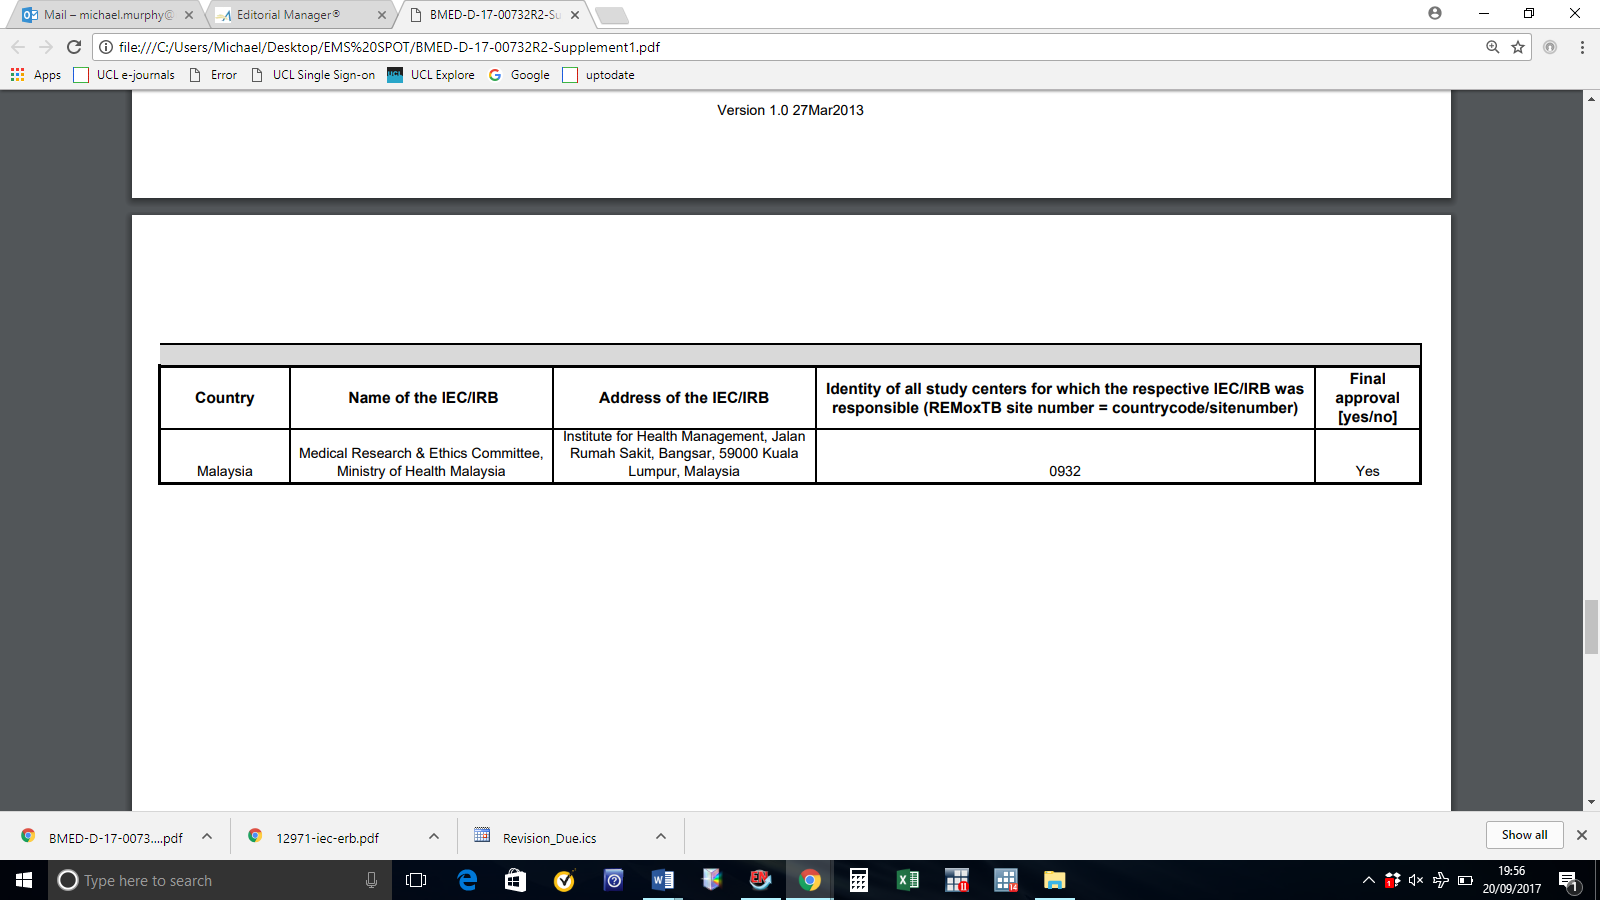 Mail – michael.murphy@
Editorial Manager®
BMED-D-17-00732R2-Su
file:///C:/Users/Michael/Desktop/EMS%20SPOT/BMED-D-17-00732R2-Supplement1.pdf
Apps
UCL e-journals
Error
UCL Single Sign-on
UCL Explore
Google
uptodate
Version 1.0 27Mar2013
Country
Name of the IEC/IRB
Address of the IEC/IRB
Identity of all study centers for which the respective IEC/IRB was
responsible (REMoxTB site number = countrycode/sitenumber)
Final
approval
[yes/no]
Malaysia
Medical Research & Ethics Committee,
Ministry of Health Malaysia
Institute for Health Management, Jalan
Rumah Sakit, Bangsar, 59000 Kuala
Lumpur, Malaysia
0932
Yes
BMED-D-17-0073....pdf
12971-iec-erb.pdf
Revision_Due.ics
Show all
Type here to search
19:56
20/09/2017
1